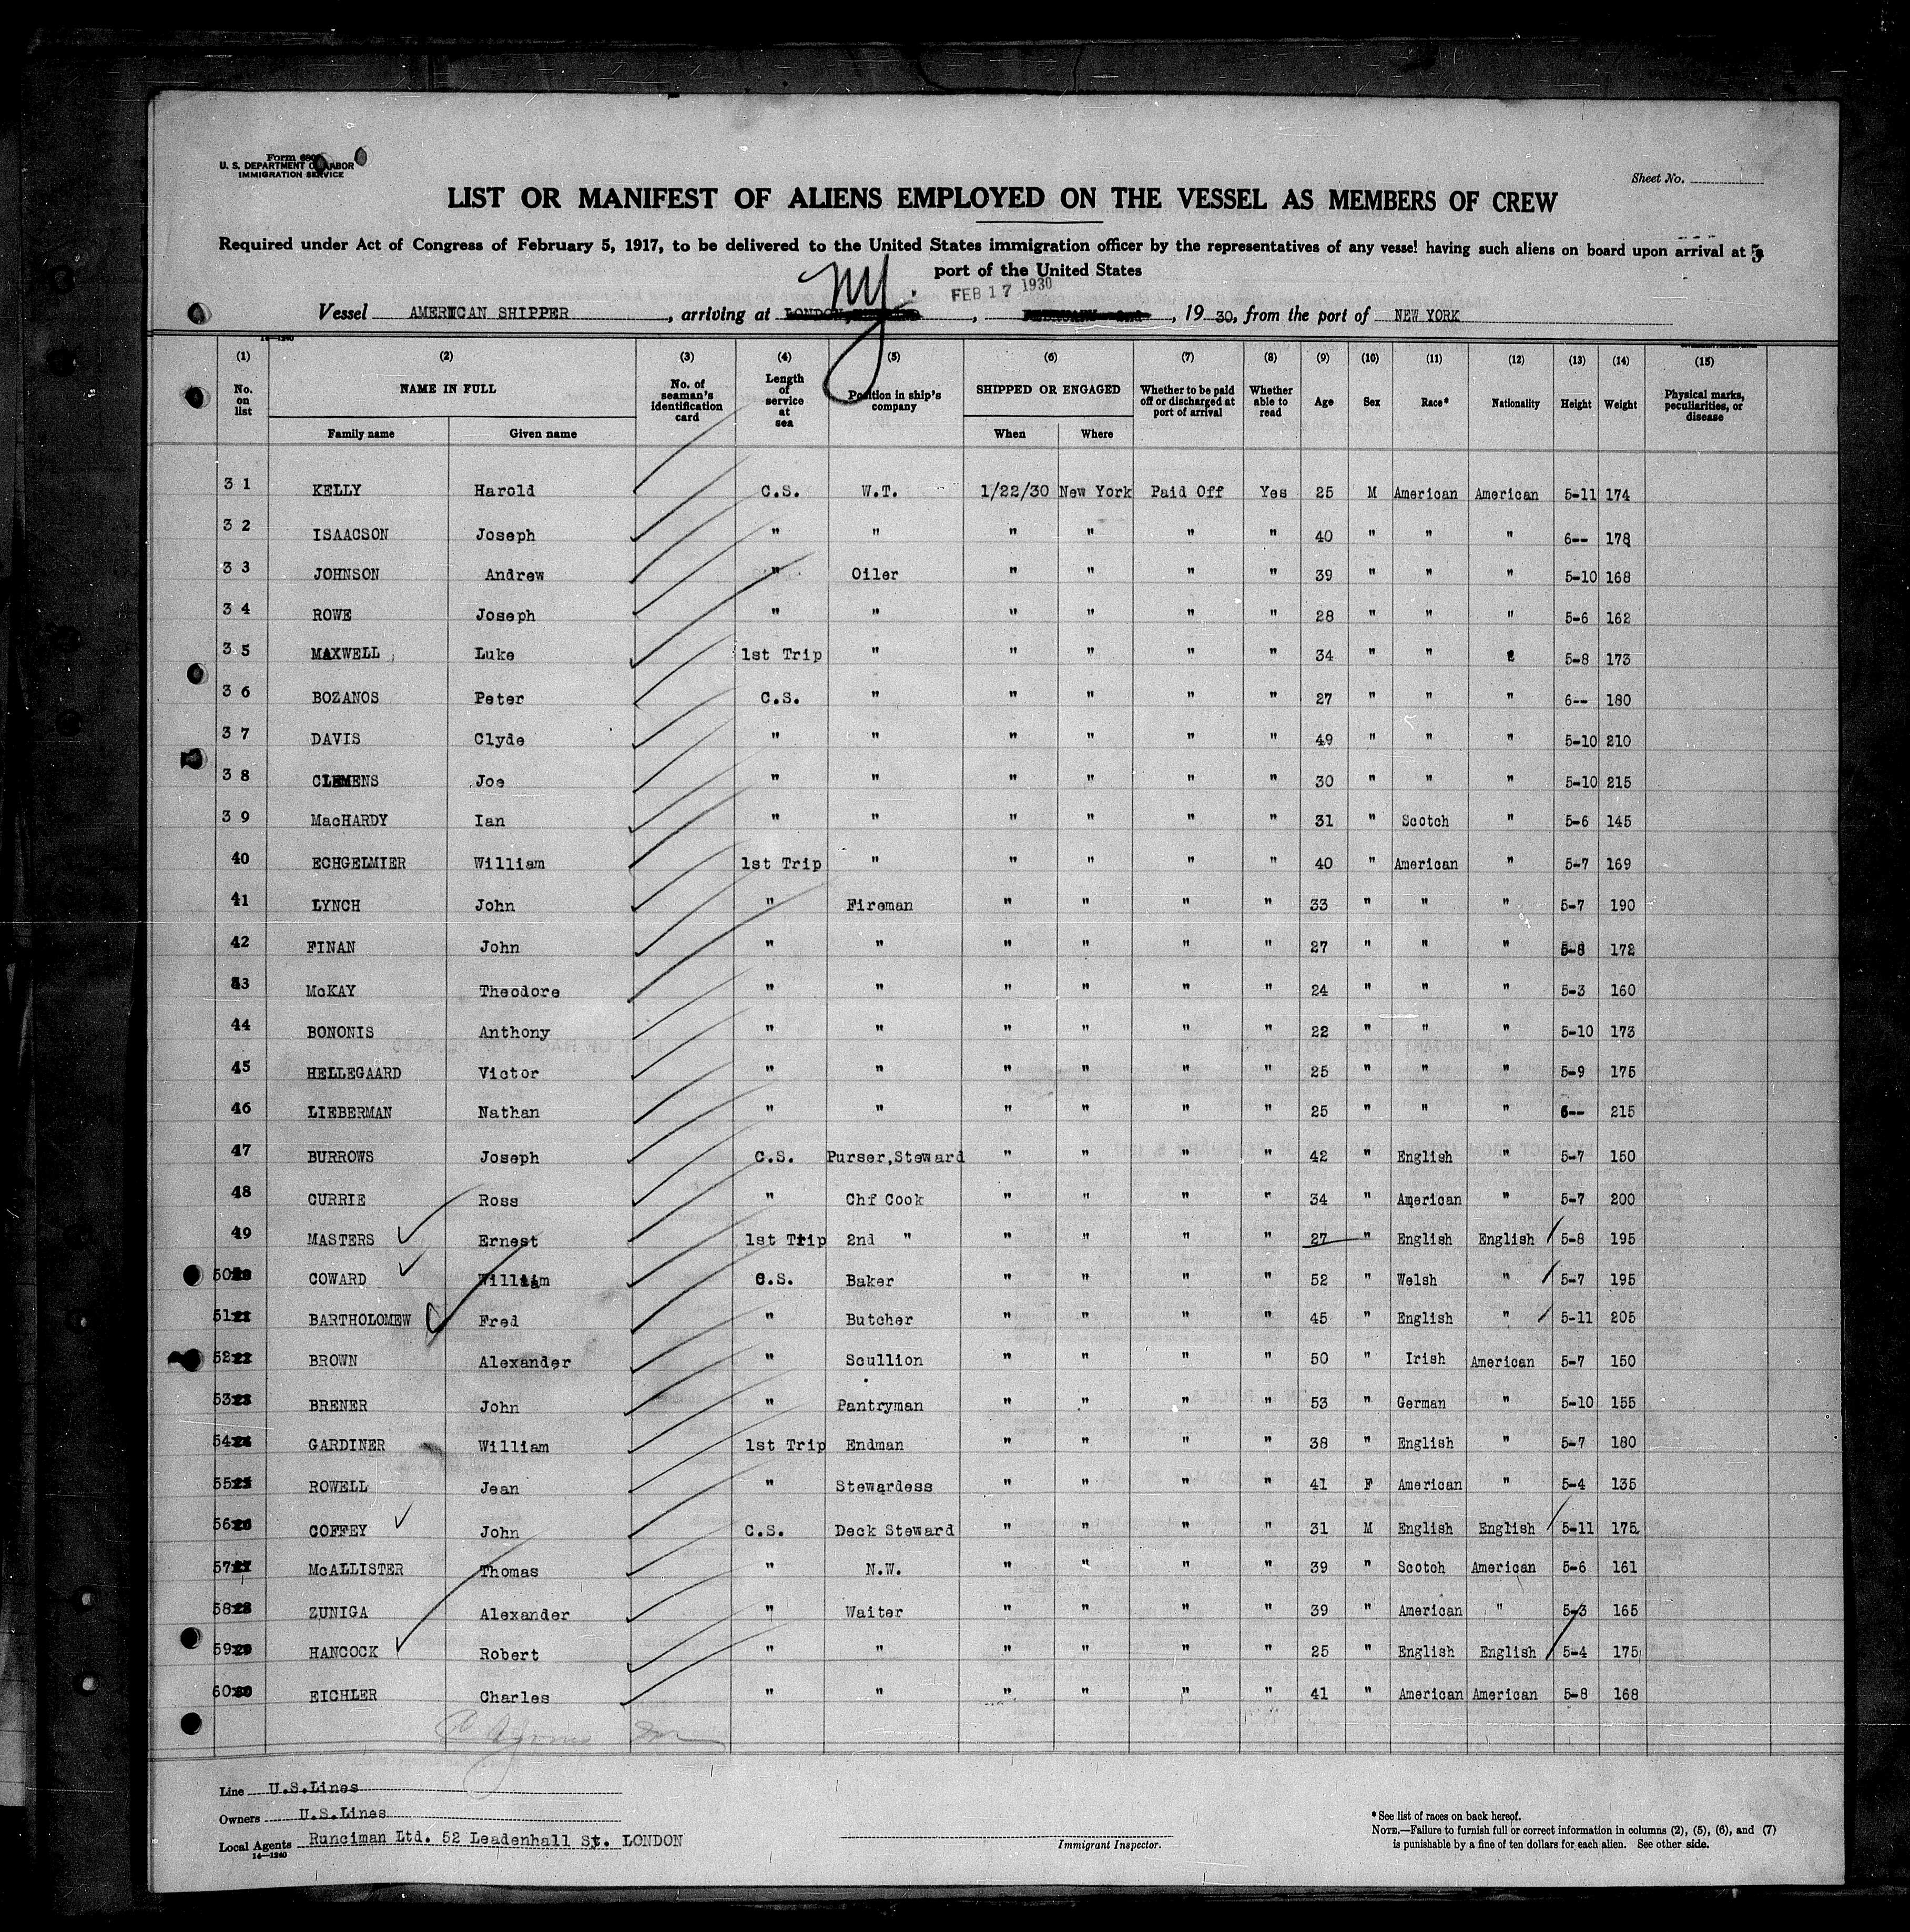 Form 680
U. S. DEPARTMENT OF LABOR
IMMIGRATION SERVICE
Sheet No.
LIST OR MANIFEST OF ALIENS EMPLOYED ON THE VESSEL AS MEMBERS OF CREW
Required under Act of Congress of February 5, 1917, to be delivered to the United States immigration officer by the representatives of any vessel having such aliens on board upon arrival at
port of the United States
Vessel AMERICAN SHIPPER, arriving at LONDON, NY. FEB 17 1930, FEBRUARY 2nd, 1930, from the port of NEW YORK
14—1240
(1) (2) (3) (4) (5) (6) (7) (8) (9) (10) (11) (12) (13) (14) (15)
No. on list NAME IN FULL No. of seaman's identification card Length of service at sea Position in ship's company SHIPPED OR ENGAGED Whether to be paid off or discharged at port of arrival Whether able to read Age Sex Race* Nationality Height Weight Physical marks, peculiarities, or disease
Family name Given name When Where
31 KELLY Harold C.S. W.T. 1/22/30 New York Paid Off Yes 25 M American American 5-11 174
32 ISAACSON Joseph " " " " " " 40 " " " 6-- 178
33 JOHNSON Andrew " Oiler " " " " 39 " " " 5-10 168
34 ROWE Joseph " " " " " " 28 " " " 5-6 162
35 MAXWELL Luke 1st Trip " " " " " 34 " " " 5-8 173
36 BOZANOS Peter C.S. " " " " " 27 " " " 6-- 180
37 DAVIS Clyde " " " " " " 49 " " " 5-10 210
38 CLEMENS Joe " " " " " " 30 " " " 5-10 215
39 MacHARDY Ian " " " " " " 31 " Scotch " 5-6 145
40 ECHGELMIER William 1st Trip " " " " " 40 " American " 5-7 169
41 LYNCH John " Fireman " " " " 33 " " " 5-7 190
42 FINAN John " " " " " " 27 " " " 5-8 172
43 McKAY Theodore " " " " " " 24 " " " 5-3 160
44 BONONIS Anthony " " " " " " 22 " " " 5-10 173
45 HELLEGAARD Victor " " " " " " 25 " " " 5-9 175
46 LIEBERMAN Nathan " " " " " " 25 " " " 6-- 215
47 BURROWS Joseph C.S. Purser,Steward " " " " 42 " English " 5-7 150
48 CURRIE Ross " Chf Cook " " " " 34 " American " 5-7 200
49 MASTERS Ernest 1st Trip 2nd " " " " " 27 " English English 5-8 195
50 COWARD William C.S. Baker " " " " 52 " Welsh " 5-7 195
51 BARTHOLOMEW Fred " Butcher " " " " 45 " English " 5-11 205
52 BROWN Alexander " Scullion " " " " 50 " Irish American 5-7 150
53 BRENER John " Pantryman " " " " 53 " German " 5-10 155
54 GARDINER William 1st Trip Endman " " " " 38 " English " 5-7 180
55 ROWELL Jean " Stewardess " " " " 41 F American " 5-4 135
56 COFFEY John C.S. Deck Steward " " " " 31 M English English 5-11 175
57 McALLISTER Thomas " N.W. " " " " 39 " Scotch American 5-6 161
58 ZUNIGA Alexander " Waiter " " " " 39 " American " 5-3 165
59 HANCOCK Robert " " " " " " 25 " English English 5-4 175
60 EICHLER Charles " " " " " " 41 " American American 5-8 168
Line U.S.Lines
Owners U.S.Lines
Local Agents Runciman Ltd. 52 Leadenhall St. LONDON
14—1240
Immigrant Inspector.
*See list of races on back hereof.
NOTE.—Failure to furnish full or correct information in columns (2), (5), (6), and (7)
is punishable by a fine of ten dollars for each alien. See other side.